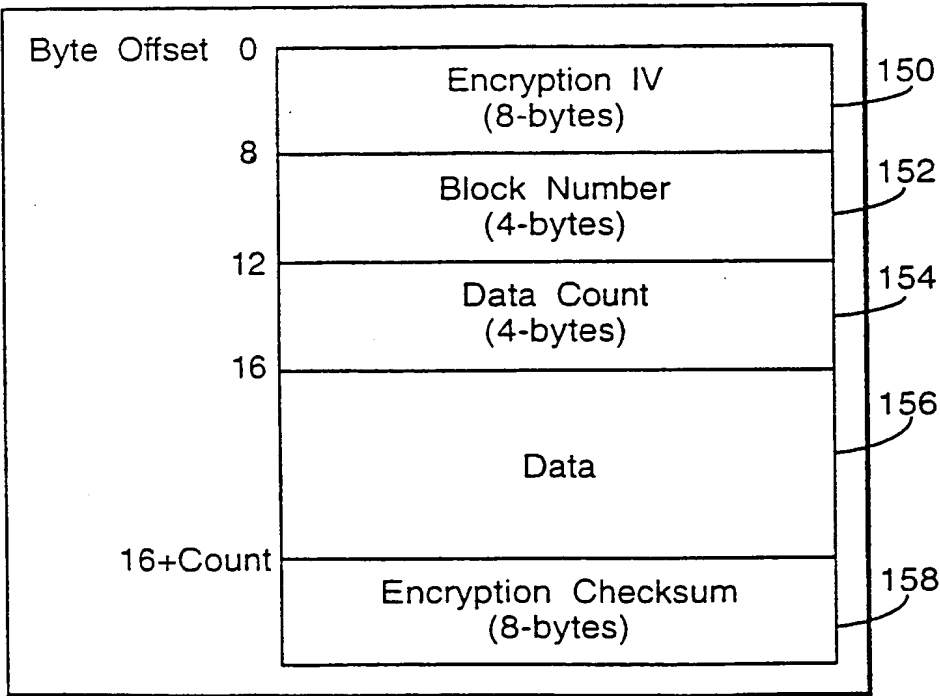 Byte Offset 0
Encryption IV
(8-bytes)
150
8
Block Number
(4-bytes)
152
12
Data Count
(4-bytes)
154
16
Data
156
16+Count
Encryption Checksum
(8-bytes)
158